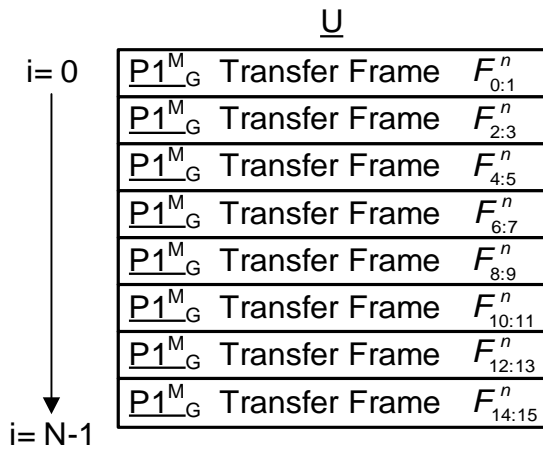 U
i= 0
P1^M_G Transfer Frame F^n_0:1
P1^M_G Transfer Frame F^n_2:3
P1^M_G Transfer Frame F^n_4:5
P1^M_G Transfer Frame F^n_6:7
P1^M_G Transfer Frame F^n_8:9
P1^M_G Transfer Frame F^n_10:11
P1^M_G Transfer Frame F^n_12:13
P1^M_G Transfer Frame F^n_14:15
i= N-1